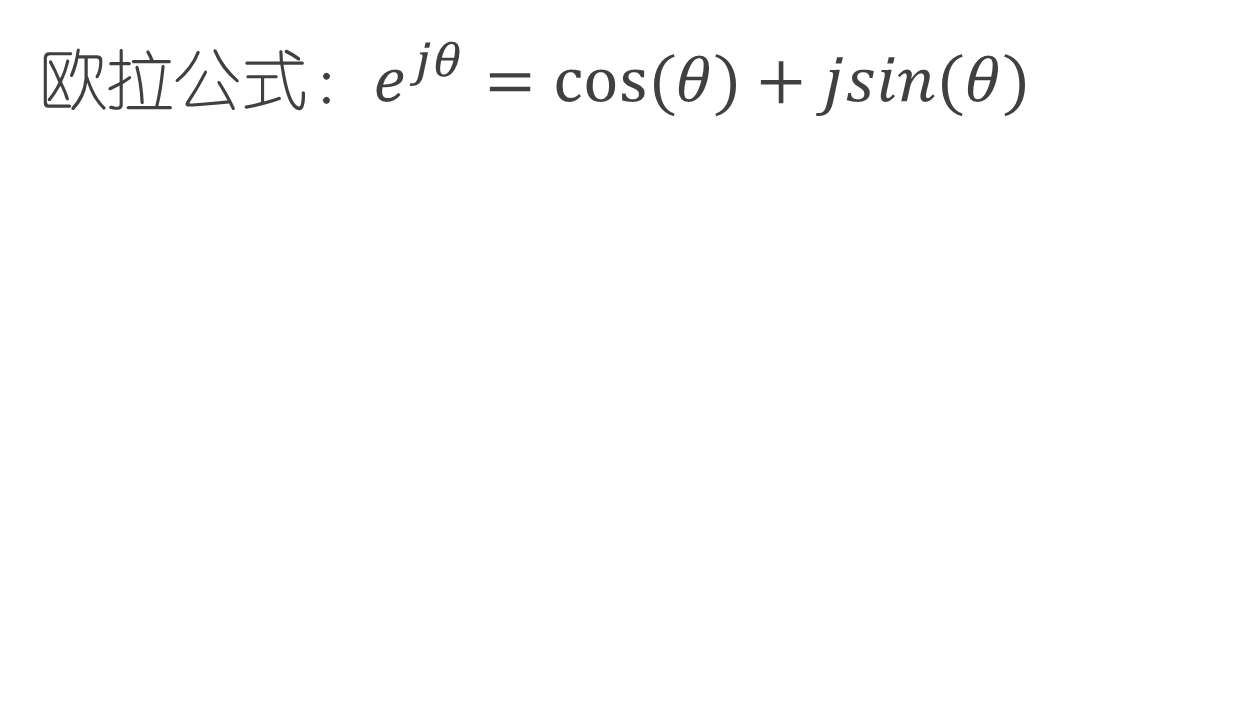 欧拉公式：e^{jθ} = cos(θ) + jsin(θ)